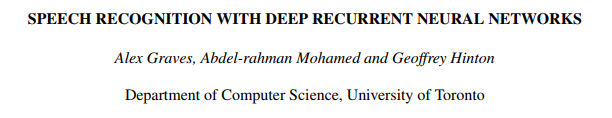 SPEECH RECOGNITION WITH DEEP RECURRENT NEURAL NETWORKS
Alex Graves, Abdel-rahman Mohamed and Geoffrey Hinton
Department of Computer Science, University of Toronto